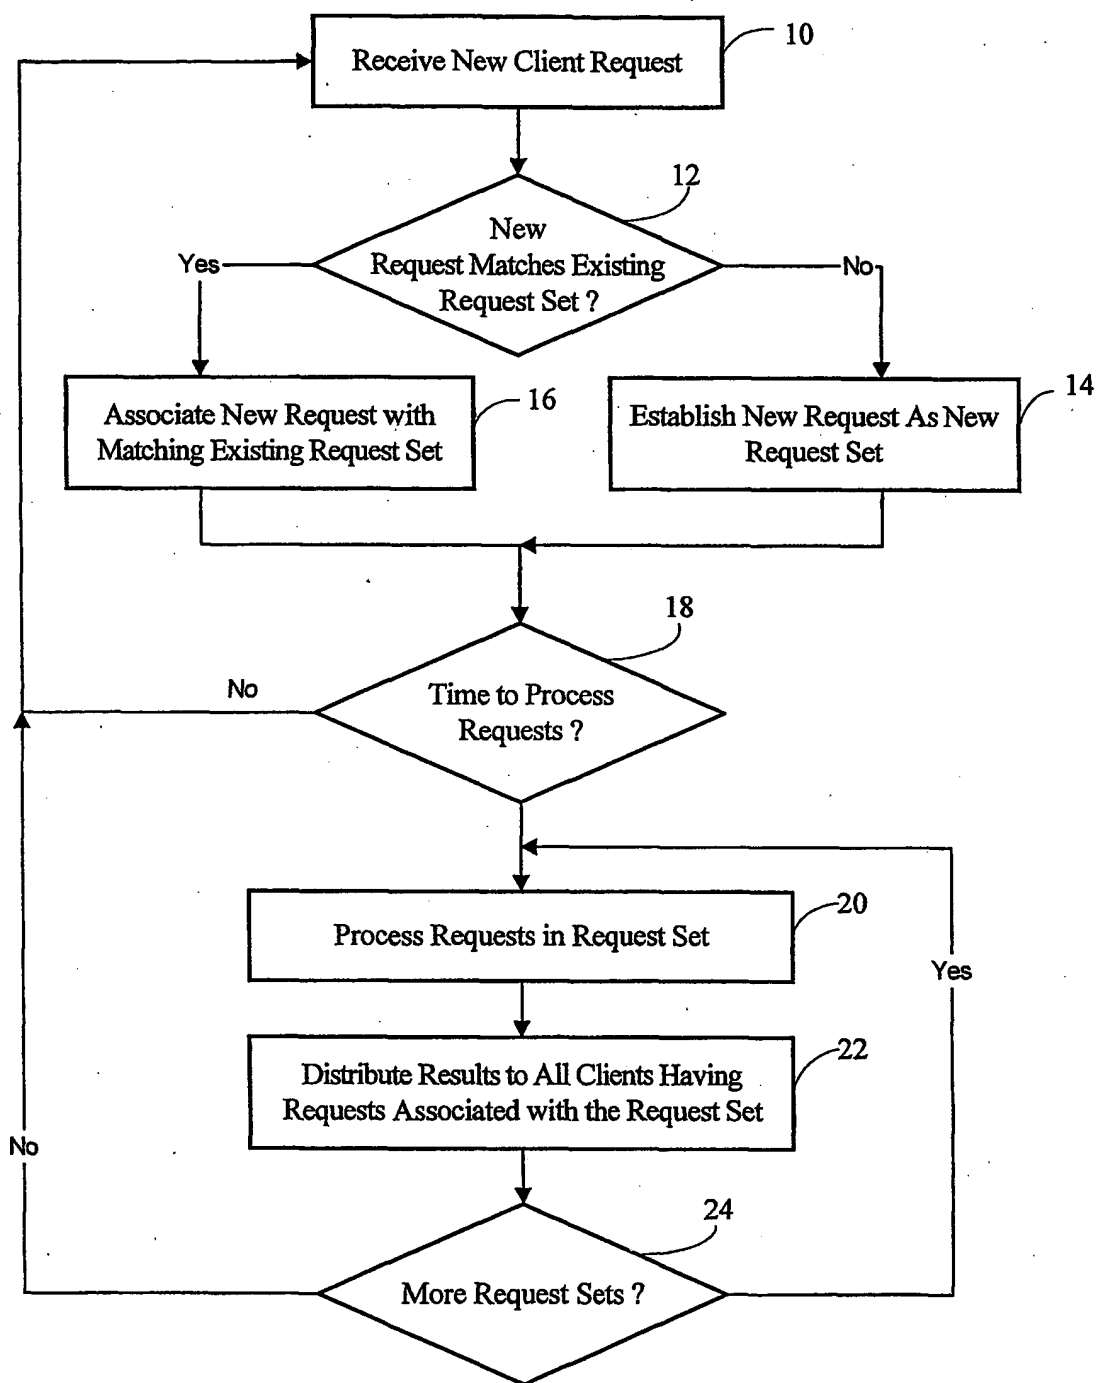 Receive New Client Request
10
12
New
Request Matches Existing
Request Set ?
Yes
No
Associate New Request with
Matching Existing Request Set
16
Establish New Request As New
Request Set
14
18
Time to Process
Requests ?
No
Process Requests in Request Set
20
Yes
Distribute Results to All Clients Having
Requests Associated with the Request Set
22
No
24
More Request Sets ?